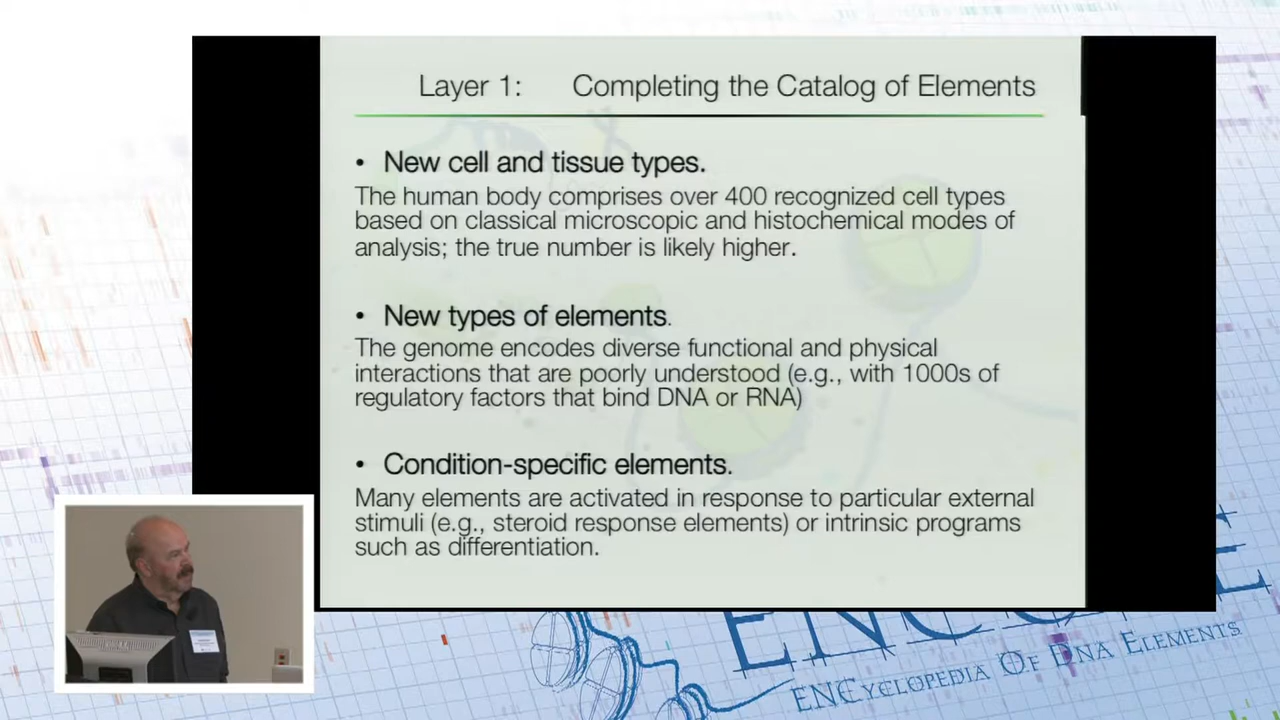 Layer 1: Completing the Catalog of Elements
• New cell and tissue types.
The human body comprises over 400 recognized cell types
based on classical microscopic and histochemical modes of
analysis; the true number is likely higher.
• New types of elements.
The genome encodes diverse functional and physical
interactions that are poorly understood (e.g., with 1000s of
regulatory factors that bind DNA or RNA)
• Condition-specific elements.
Many elements are activated in response to particular external
stimuli (e.g., steroid response elements) or intrinsic programs
such as differentiation.
ENCODE
ENCYCLOPEDIA OF DNA ELEMENTS